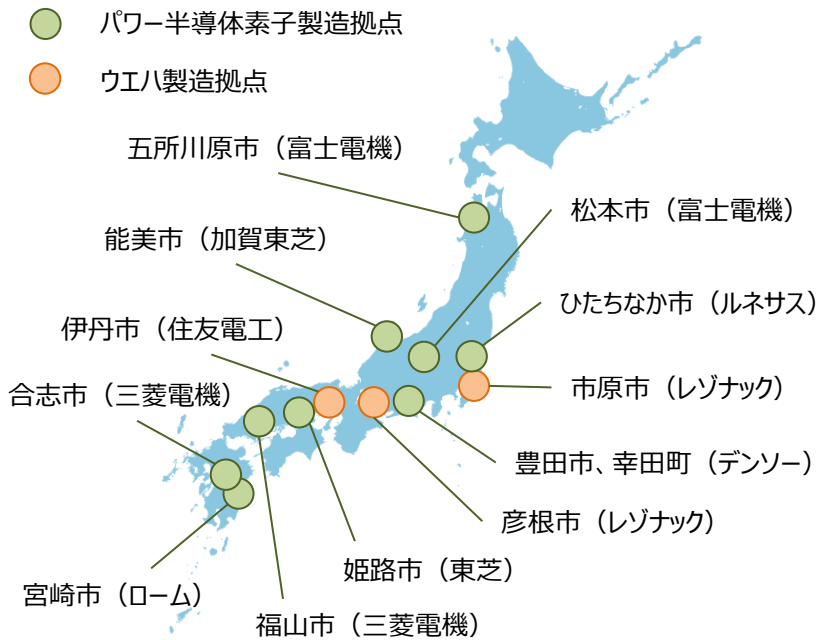 パワー半導体素子製造拠点
ウエハ製造拠点
五所川原市（富士電機）
松本市（富士電機）
能美市（加賀東芝）
ひたちなか市（ルネサス）
伊丹市（住友電工）
市原市（レゾナック）
合志市（三菱電機）
豊田市、幸田町（デンソー）
彦根市（レゾナック）
姫路市（東芝）
宮崎市（ローム）
福山市（三菱電機）